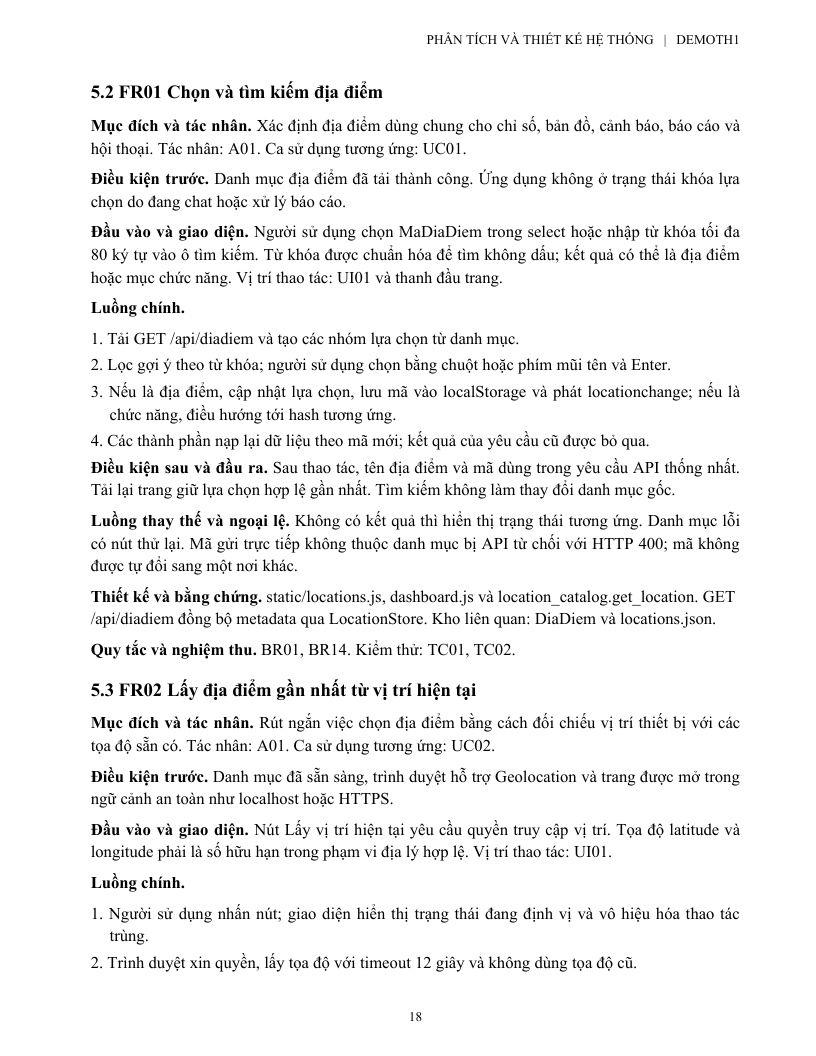 PHÂN TÍCH VÀ THIẾT KẾ HỆ THỐNG | DEMOTH1
5.2 FR01 Chọn và tìm kiếm địa điểm
Mục đích và tác nhân. Xác định địa điểm dùng chung cho chỉ số, bản đồ, cảnh báo, báo cáo và
hội thoại. Tác nhân: A01. Ca sử dụng tương ứng: UC01.
Điều kiện trước. Danh mục địa điểm đã tải thành công. Ứng dụng không ở trạng thái khóa lựa
chọn do đang chat hoặc xử lý báo cáo.
Đầu vào và giao diện. Người sử dụng chọn MaDiaDiem trong select hoặc nhập từ khóa tối đa
80 ký tự vào ô tìm kiếm. Từ khóa được chuẩn hóa để tìm không dấu; kết quả có thể là địa điểm
hoặc mục chức năng. Vị trí thao tác: UI01 và thanh đầu trang.
Luồng chính.
1. Tải GET /api/diadiem và tạo các nhóm lựa chọn từ danh mục.
2. Lọc gợi ý theo từ khóa; người sử dụng chọn bằng chuột hoặc phím mũi tên và Enter.
3. Nếu là địa điểm, cập nhật lựa chọn, lưu mã vào localStorage và phát locationchange; nếu là
chức năng, điều hướng tới hash tương ứng.
4. Các thành phần nạp lại dữ liệu theo mã mới; kết quả của yêu cầu cũ được bỏ qua.
Điều kiện sau và đầu ra. Sau thao tác, tên địa điểm và mã dùng trong yêu cầu API thống nhất.
Tải lại trang giữ lựa chọn hợp lệ gần nhất. Tìm kiếm không làm thay đổi danh mục gốc.
Luồng thay thế và ngoại lệ. Không có kết quả thì hiển thị trạng thái tương ứng. Danh mục lỗi
có nút thử lại. Mã gửi trực tiếp không thuộc danh mục bị API từ chối với HTTP 400; mã không
được tự đổi sang một nơi khác.
Thiết kế và bằng chứng. static/locations.js, dashboard.js và location_catalog.get_location. GET
/api/diadiem đồng bộ metadata qua LocationStore. Kho liên quan: DiaDiem và locations.json.
Quy tắc và nghiệm thu. BR01, BR14. Kiểm thử: TC01, TC02.
5.3 FR02 Lấy địa điểm gần nhất từ vị trí hiện tại
Mục đích và tác nhân. Rút ngắn việc chọn địa điểm bằng cách đối chiếu vị trí thiết bị với các
tọa độ sẵn có. Tác nhân: A01. Ca sử dụng tương ứng: UC02.
Điều kiện trước. Danh mục đã sẵn sàng, trình duyệt hỗ trợ Geolocation và trang được mở trong
ngữ cảnh an toàn như localhost hoặc HTTPS.
Đầu vào và giao diện. Nút Lấy vị trí hiện tại yêu cầu quyền truy cập vị trí. Tọa độ latitude và
longitude phải là số hữu hạn trong phạm vi địa lý hợp lệ. Vị trí thao tác: UI01.
Luồng chính.
1. Người sử dụng nhấn nút; giao diện hiển thị trạng thái đang định vị và vô hiệu hóa thao tác
trùng.
2. Trình duyệt xin quyền, lấy tọa độ với timeout 12 giây và không dùng tọa độ cũ.
18